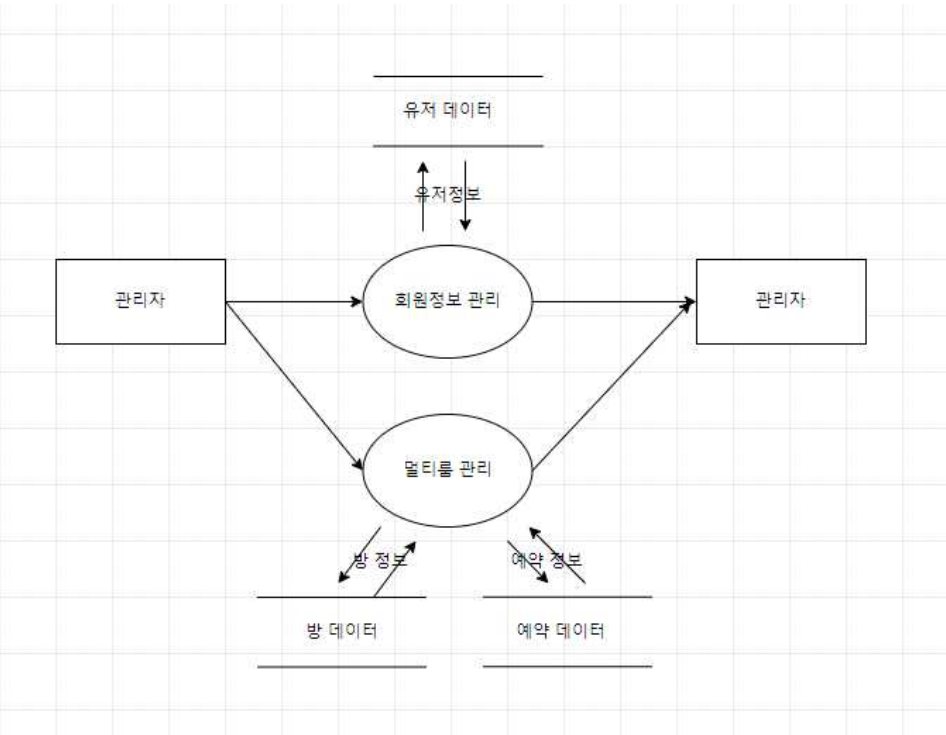 유저 데이터
유저정보
관리자
회원정보 관리
관리자
멀티룸 관리
방 정보
예약 정보
방 데이터
예약 데이터